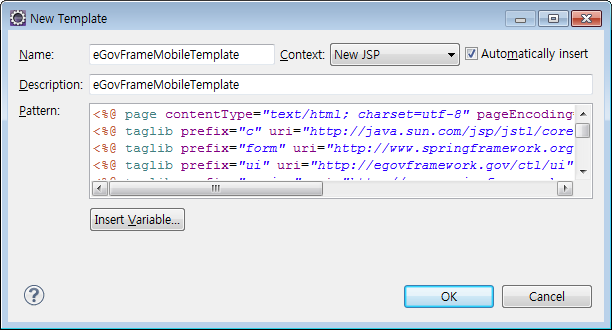 New Template
Name: eGovFrameMobileTemplate Context: New JSP Automatically insert
Description: eGovFrameMobileTemplate
Pattern:
<%@ page contentType="text/html; charset=utf-8" pageEncoding
<%@ taglib prefix="c" uri="http://java.sun.com/jsp/jstl/core
<%@ taglib prefix="form" uri="http://www.springframework.org
<%@ taglib prefix="ui" uri="http://egovframework.gov/ctl/ui"
Insert Variable...
OK Cancel